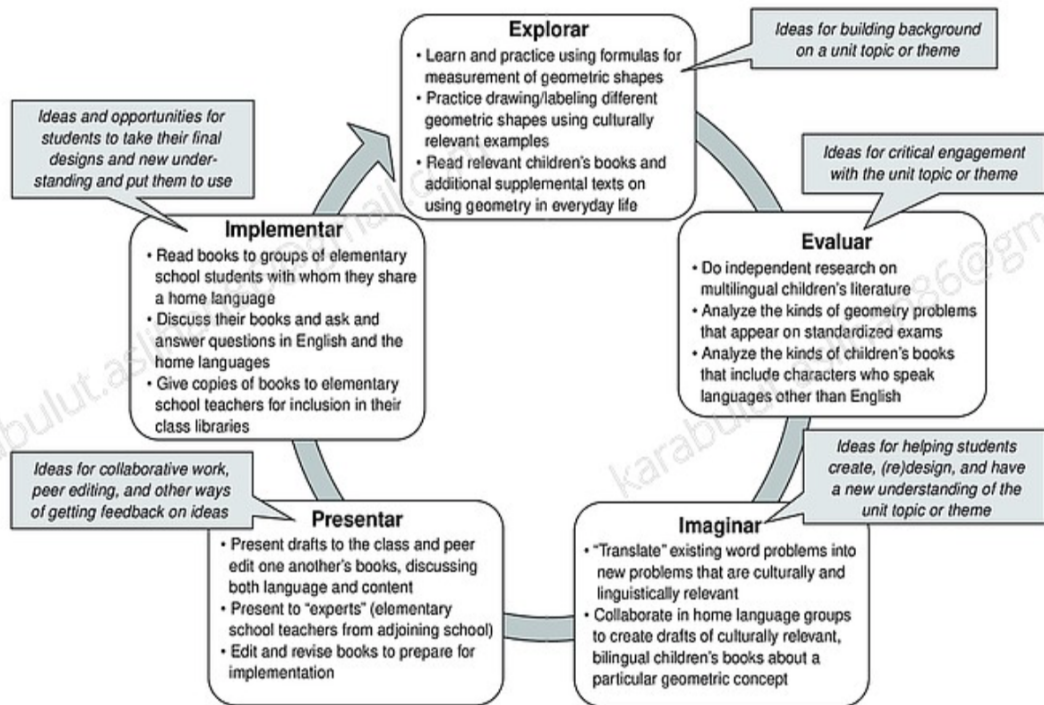 Explorar
• Learn and practice using formulas for
measurement of geometric shapes
• Practice drawing/labeling different
geometric shapes using culturally
relevant examples
• Read relevant children's books and
additional supplemental texts on
using geometry in everyday life
Ideas for building background
on a unit topic or theme
Evaluar
• Do independent research on
multilingual children's literature
• Analyze the kinds of geometry problems
that appear on standardized exams
• Analyze the kinds of children's books
that include characters who speak
languages other than English
Ideas for critical engagement
with the unit topic or theme
Imaginar
• "Translate" existing word problems into
new problems that are culturally and
linguistically relevant
• Collaborate in home language groups
to create drafts of culturally relevant,
bilingual children's books about a
particular geometric concept
Ideas for helping students
create, (re)design, and have
a new understanding of the
unit topic or theme
Presentar
• Present drafts to the class and peer
edit one another's books, discussing
both language and content
• Present to "experts" (elementary
school teachers from adjoining school)
• Edit and revise books to prepare for
implementation
Ideas for collaborative work,
peer editing, and other ways
of getting feedback on ideas
Implementar
• Read books to groups of elementary
school students with whom they share
a home language
• Discuss their books and ask and
answer questions in English and the
home languages
• Give copies of books to elementary
school teachers for inclusion in their
class libraries
Ideas and opportunities for
students to take their final
designs and new under-
standing and put them to use